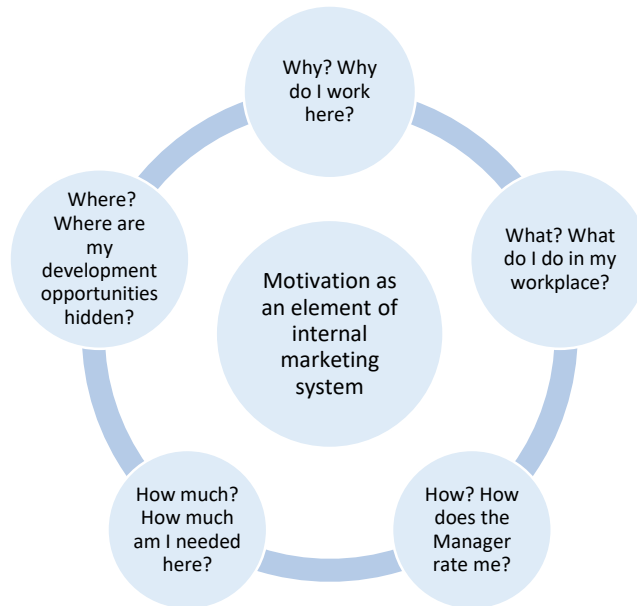 Why? Why
do I work
here?
What? What
do I do in my
workplace?
How? How
does the
Manager
rate me?
How much?
How much
am I needed
here?
Where?
Where are
my
development
opportunities
hidden?
Motivation as
an element of
internal
marketing
system